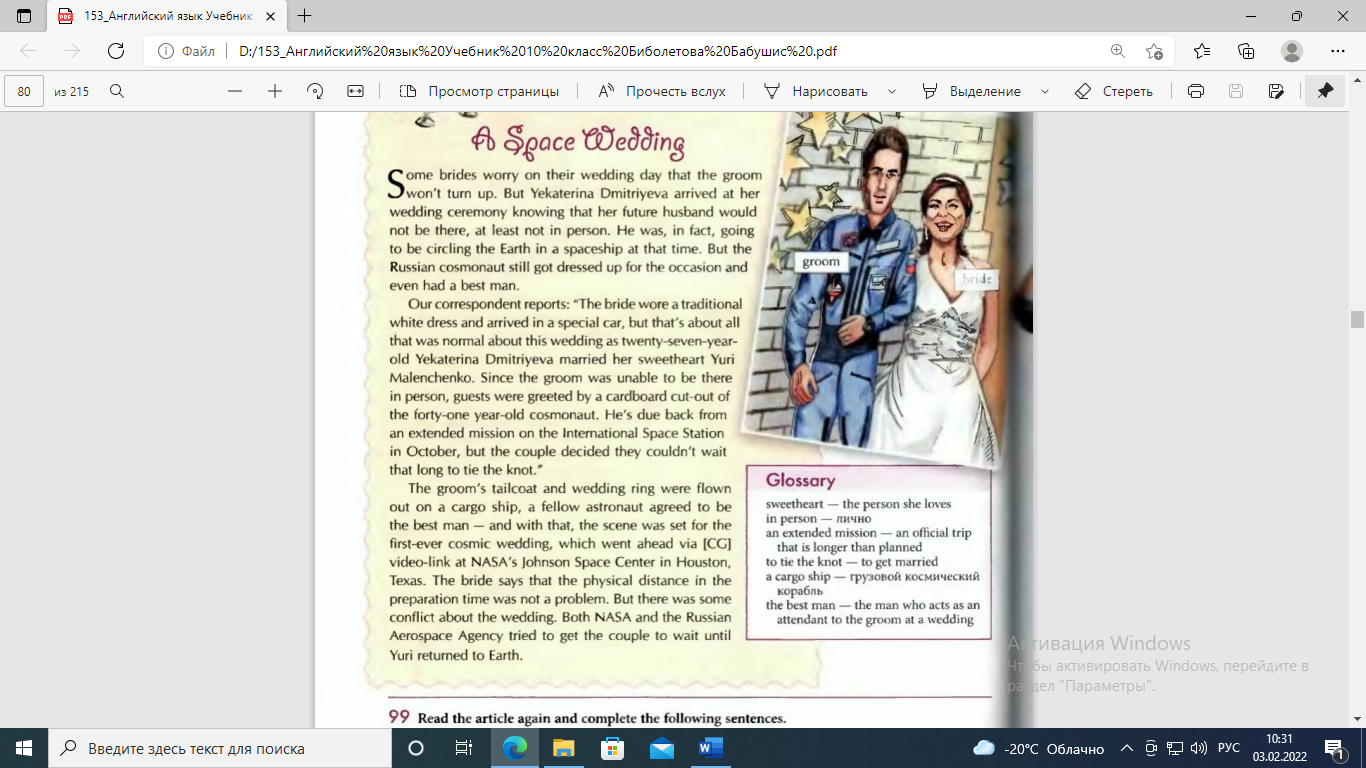 153_Английский язык Учебник
Файл
D:/153_Английский%20язык%20Учебник%2010%20класс%20Биболетова%20Бабушис%20.pdf
80
из 215
Просмотр страницы
Прочесть вслух
Нарисовать
Выделение
Стереть
A Space Wedding
Some brides worry on their wedding day that the groom
won't turn up. But Yekaterina Dmitriyeva arrived at her
wedding ceremony knowing that her future husband would
not be there, at least not in person. He was, in fact, going
to be circling the Earth in a spaceship at that time. But the
Russian cosmonaut still got dressed up for the occasion and
even had a best man.
Our correspondent reports: "The bride wore a traditional
white dress and arrived in a special car, but that's about all
that was normal about this wedding as twenty-seven-year-
old Yekaterina Dmitriyeva married her sweetheart Yuri
Malenchenko. Since the groom was unable to be there
in person, guests were greeted by a cardboard cut-out of
the forty-one year-old cosmonaut. He's due back from
an extended mission on the International Space Station
in October, but the couple decided they couldn't wait
that long to tie the knot."
The groom's tailcoat and wedding ring were flown
out on a cargo ship, a fellow astronaut agreed to be
the best man — and with that, the scene was set for the
first-ever cosmic wedding, which went ahead via [CG]
video-link at NASA's Johnson Space Center in Houston,
Texas. The bride says that the physical distance in the
preparation time was not a problem. But there was some
conflict about the wedding. Both NASA and the Russian
Aerospace Agency tried to get the couple to wait until
Yuri returned to Earth.
groom
bride
Glossary
sweetheart — the person she loves
in person — лично
an extended mission — an official trip
that is longer than planned
to tie the knot — to get married
a cargo ship — грузовой космический
корабль
the best man — the man who acts as an
attendant to the groom at a wedding
99 Read the article again and complete the following sentences.
Активация Windows
Чтобы активировать Windows, перейдите в
раздел "Параметры".
Введите здесь текст для поиска
-20°C Облачно
РУС
10:31
03.02.2022
1